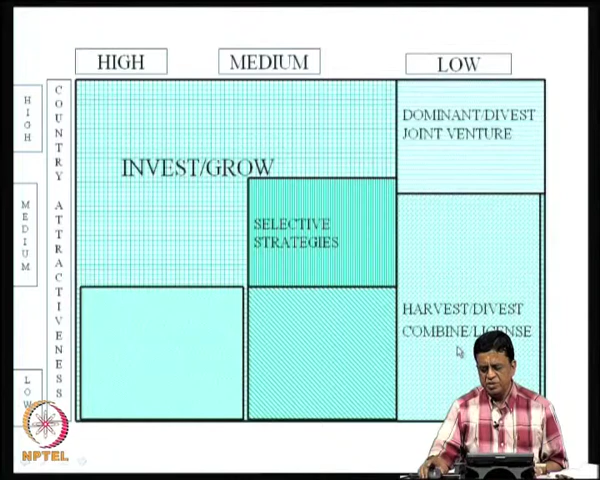 HIGH MEDIUM LOW
HIGH
MEDIUM
LOW
COUNTRY ATTRACTIVENESS
DOMINANT/DIVEST
JOINT VENTURE
INVEST/GROW
SELECTIVE
STRATEGIES
HARVEST/DIVEST
COMBINE/LICENSE
NPTEL